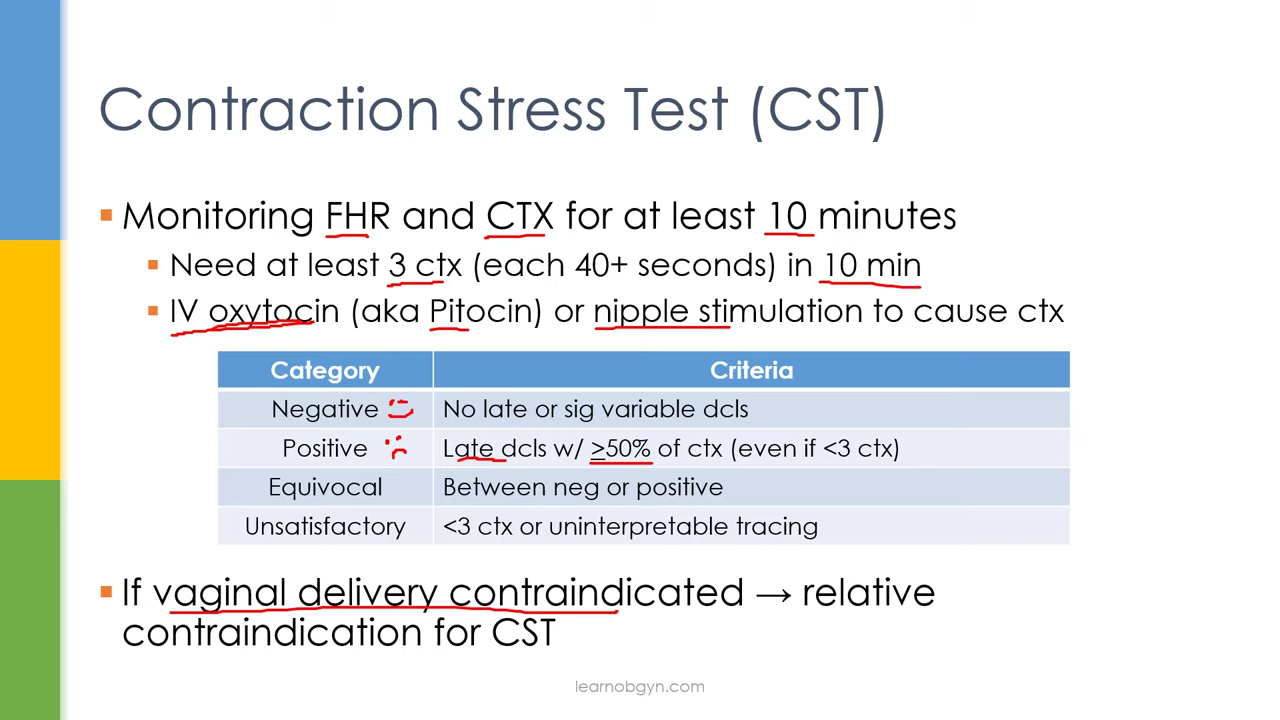 Contraction Stress Test (CST)
Monitoring FHR and CTX for at least 10 minutes
Need at least 3 ctx (each 40+ seconds) in 10 min
IV oxytocin (aka Pitocin) or nipple stimulation to cause ctx
Category Criteria
Negative No late or sig variable dcls
Positive Late dcls w/ ≥50% of ctx (even if <3 ctx)
Equivocal Between neg or positive
Unsatisfactory <3 ctx or uninterpretable tracing
If vaginal delivery contraindicated → relative
contraindication for CST
learnobgyn.com